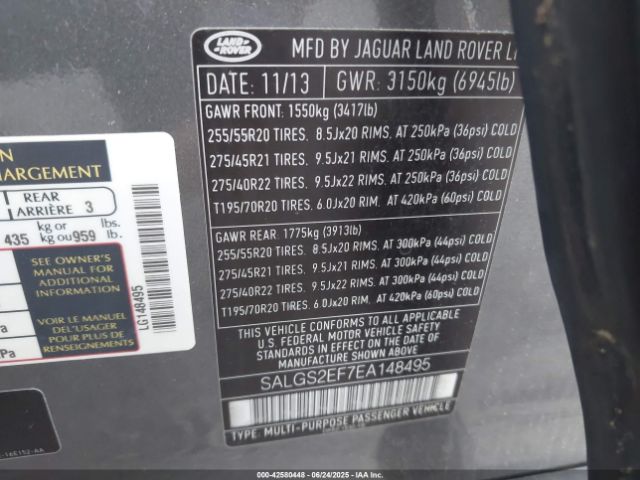 LAND ROVER
MFD BY JAGUAR LAND ROVER
DATE: 11/13 GWR: 3150kg (6945lb)
GAWR FRONT: 1550kg (3417lb)
255/55R20 TIRES. 8.5Jx20 RIMS. AT 250kPa (36psi) COLD
275/45R21 TIRES. 9.5Jx21 RIMS. AT 250kPa (36psi) COLD
275/40R22 TIRES. 9.5Jx22 RIMS. AT 250kPa (36psi) COLD
T195/70R20 TIRES. 6.0Jx20 RIM. AT 420kPa (60psi) COLD
GAWR REAR: 1775kg (3913lb)
255/55R20 TIRES. 8.5Jx20 RIMS. AT 300kPa (44psi) COLD
275/45R21 TIRES. 9.5Jx21 RIMS. AT 300kPa (44psi) COLD
275/40R22 TIRES. 9.5Jx22 RIMS. AT 300kPa (44psi) COLD
T195/70R20 TIRES. 6.0Jx20 RIM. AT 420kPa (60psi) COLD
THIS VEHICLE CONFORMS TO ALL APPLICABLE
U.S. FEDERAL MOTOR VEHICLE SAFETY
AND THEFT PREVENTION STANDARDS IN EFFECT
ON THE DATE OF MANUFACTURE SHOWN ABOVE.
SALGS2EF7EA148495
TYPE: MULTI-PURPOSE PASSENGER VEHICLE
REAR
ARRIÈRE 3
435 kg or kg ou 959 lbs. lb.
SEE OWNER'S
MANUAL FOR
ADDITIONAL
INFORMATION
VOIR LE MANUEL
DEL'USAGER
POUR PLUS DE
RENSEIGNEMENTS
LG148495
000-42580448 - 06/24/2025 - IAAI.com